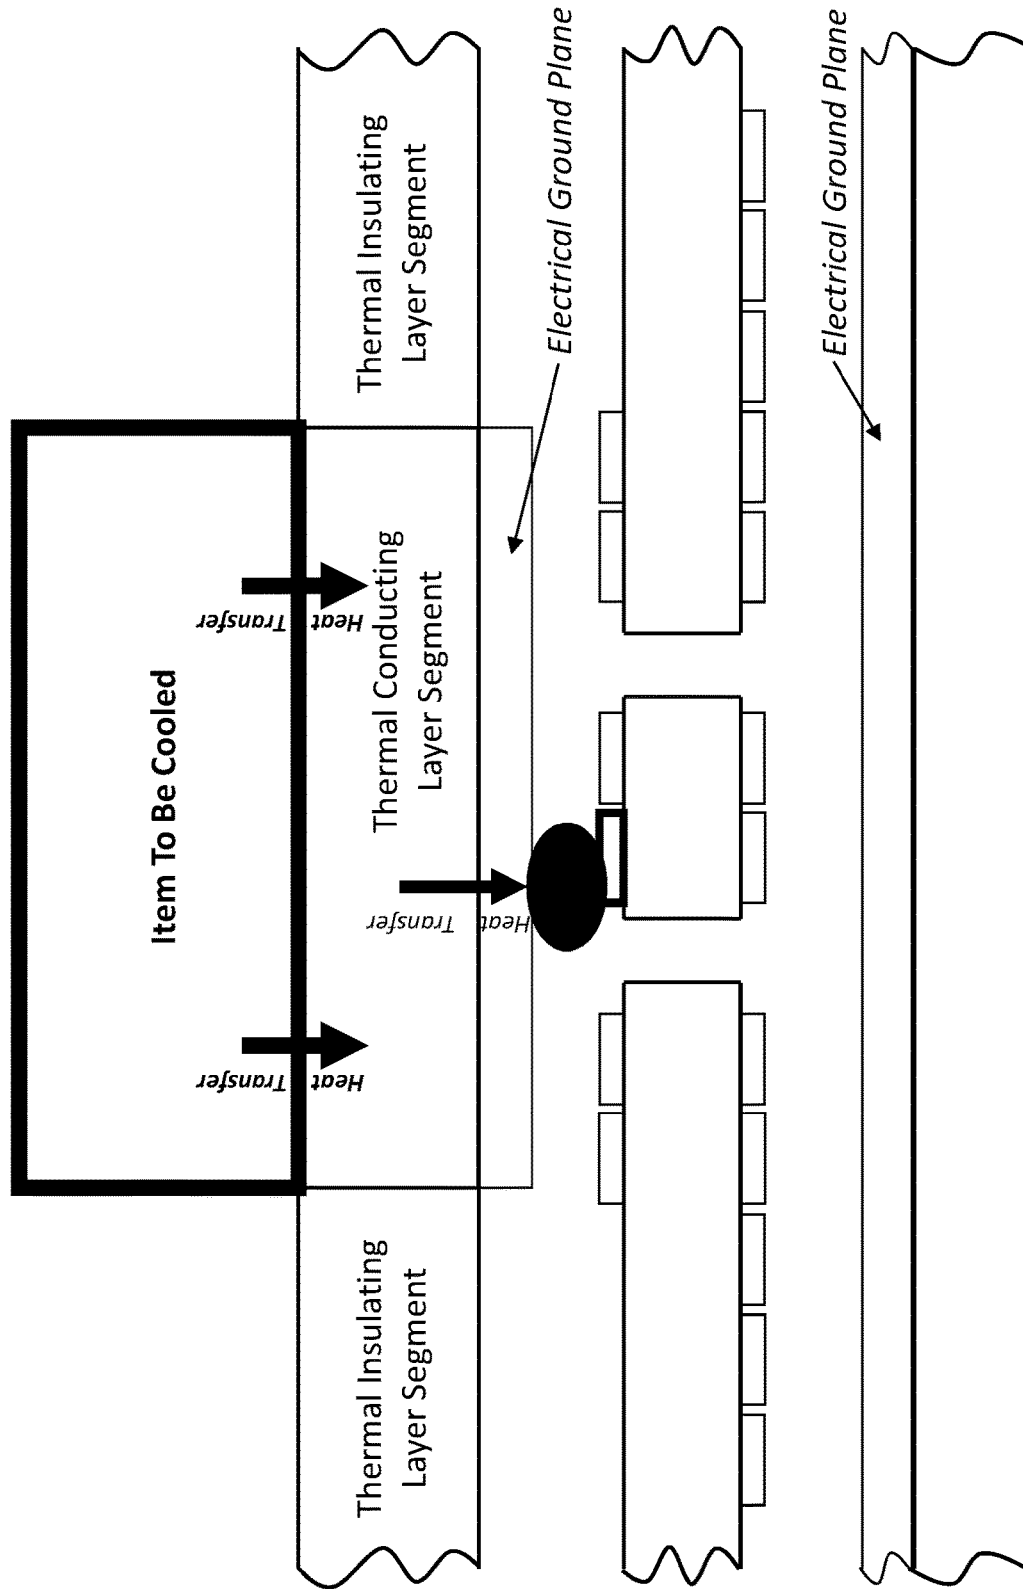 Item To Be Cooled
Heat
Transfer
Heat
Transfer
Thermal Insulating
Layer Segment
Thermal Conducting
Layer Segment
Thermal Insulating
Layer Segment
Heat
Transfer
Electrical Ground Plane
Electrical Ground Plane